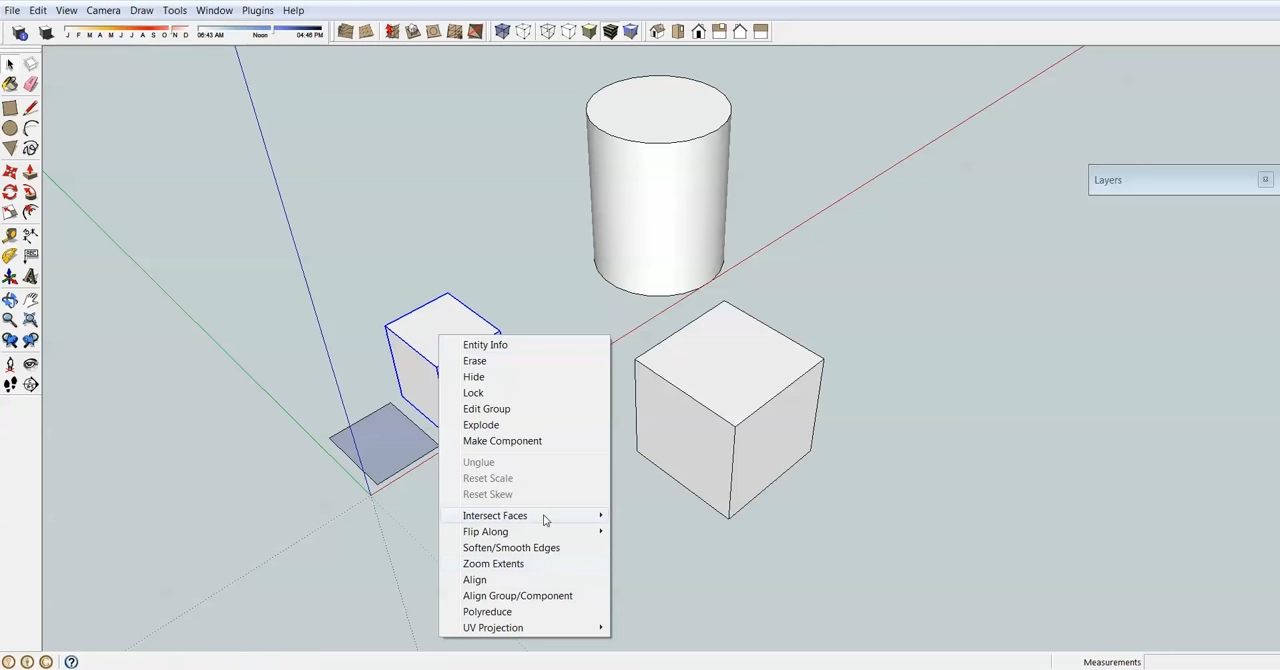 File Edit View Camera Draw Tools Window Plugins Help
J F M A M J J A S O N D 06:43 AM Noon 04:46 PM
Layers
Entity Info
Erase
Hide
Lock
Edit Group
Explode
Make Component
Unglue
Reset Scale
Reset Skew
Intersect Faces
Flip Along
Soften/Smooth Edges
Zoom Extents
Align
Align Group/Component
Polyreduce
UV Projection
Measurements